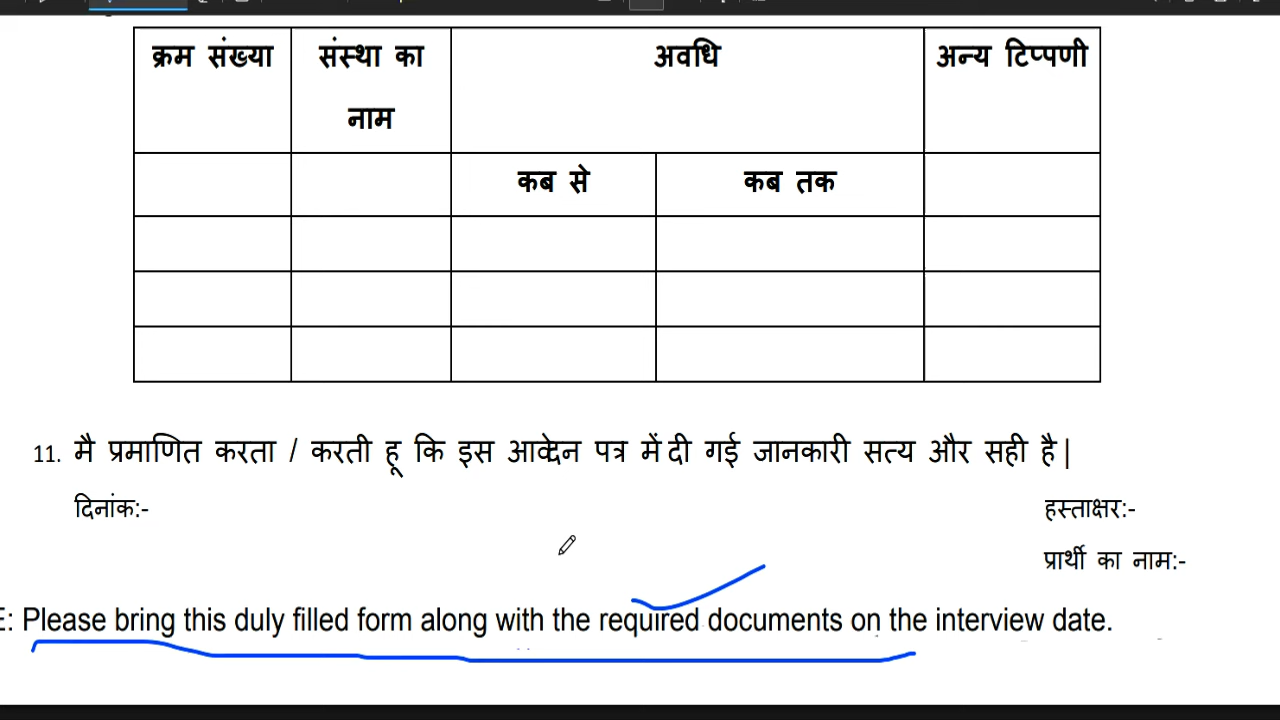 क्रम संख्या संस्था का अवधि अन्य टिप्पणी
नाम
कब से कब तक
11. मै प्रमाणित करता / करती हू कि इस आवेदन पत्र में दी गई जानकारी सत्य और सही है|
दिनांक:- हस्ताक्षर:-
प्रार्थी का नाम:-
E: Please bring this duly filled form along with the required documents on the interview date.